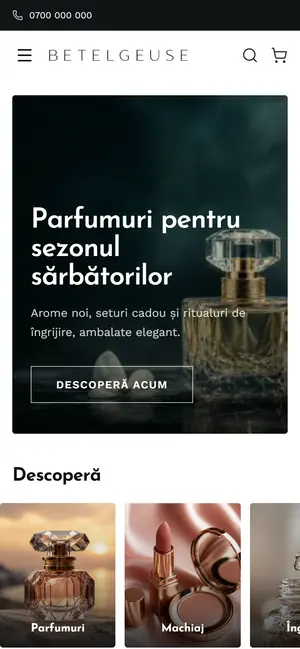 0700 000 000
BETELGEUSE
Parfumuri pentru
sezonul
sărbătorilor
Arome noi, seturi cadou și ritualuri de
îngrijire, ambalate elegant.
DESCOPERĂ ACUM
Descoperă
Parfumuri
Machiaj